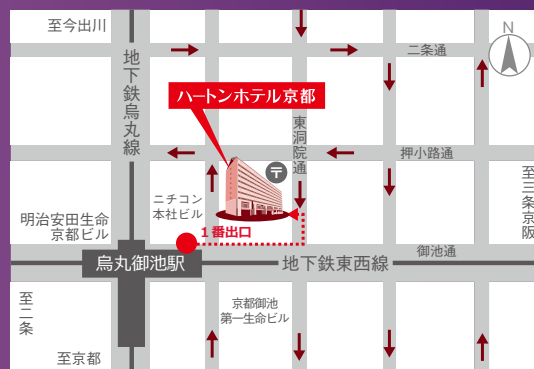 至今出川
N
二条通
地下鉄烏丸線
ハートンホテル京都
東洞院通
〒
押小路通
至三条京阪
ニチコン
本社ビル
明治安田生命
京都ビル
1番出口
御池通
烏丸御池駅
地下鉄東西線
至二条
京都御池
第一生命ビル
至京都